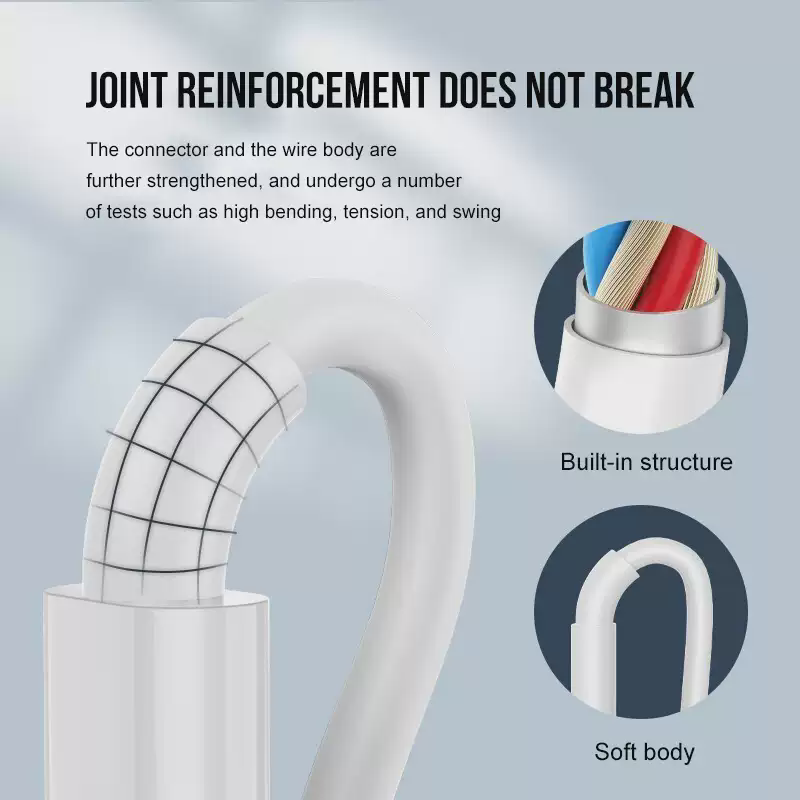 JOINT REINFORCEMENT DOES NOT BREAK
The connector and the wire body are
further strengthened, and undergo a number
of tests such as high bending, tension, and swing
Built-in structure
Soft body